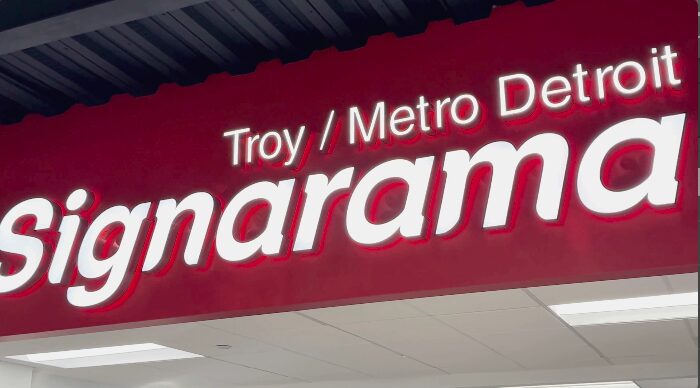 Troy / Metro Detroit
Signarama